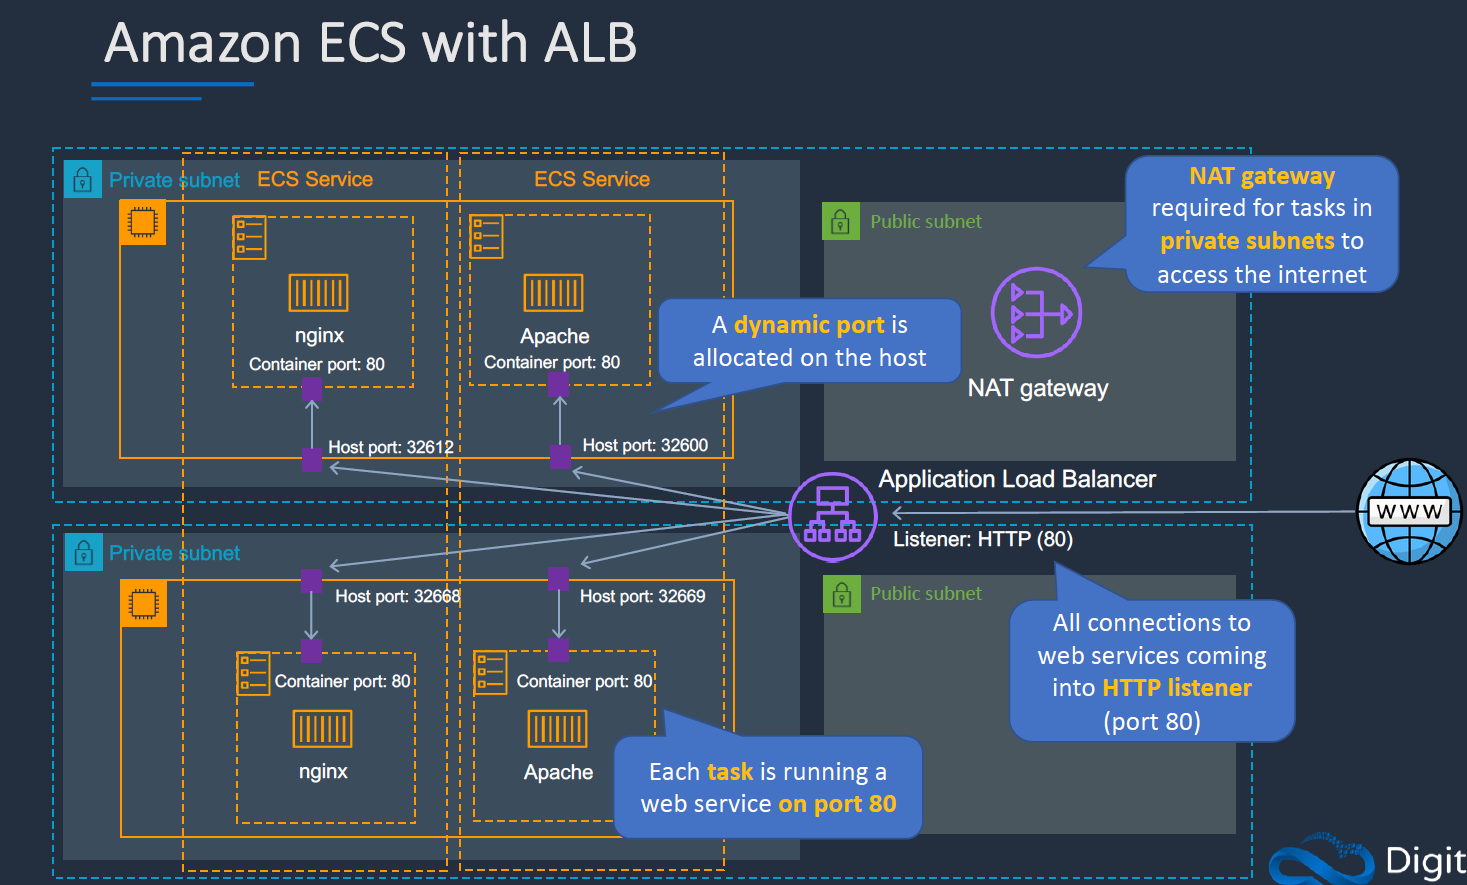 Amazon ECS with ALB
Private subnet
ECS Service
ECS Service
nginx
Container port: 80
Host port: 32612
Apache
Container port: 80
Host port: 32600
A dynamic port is
allocated on the host
Public subnet
NAT gateway
NAT gateway
required for tasks in
private subnets to
access the internet
Application Load Balancer
Listener: HTTP (80)
WWW
Private subnet
Host port: 32668
Container port: 80
nginx
Host port: 32669
Container port: 80
Apache
Each task is running a
web service on port 80
Public subnet
All connections to
web services coming
into HTTP listener
(port 80)
Digit